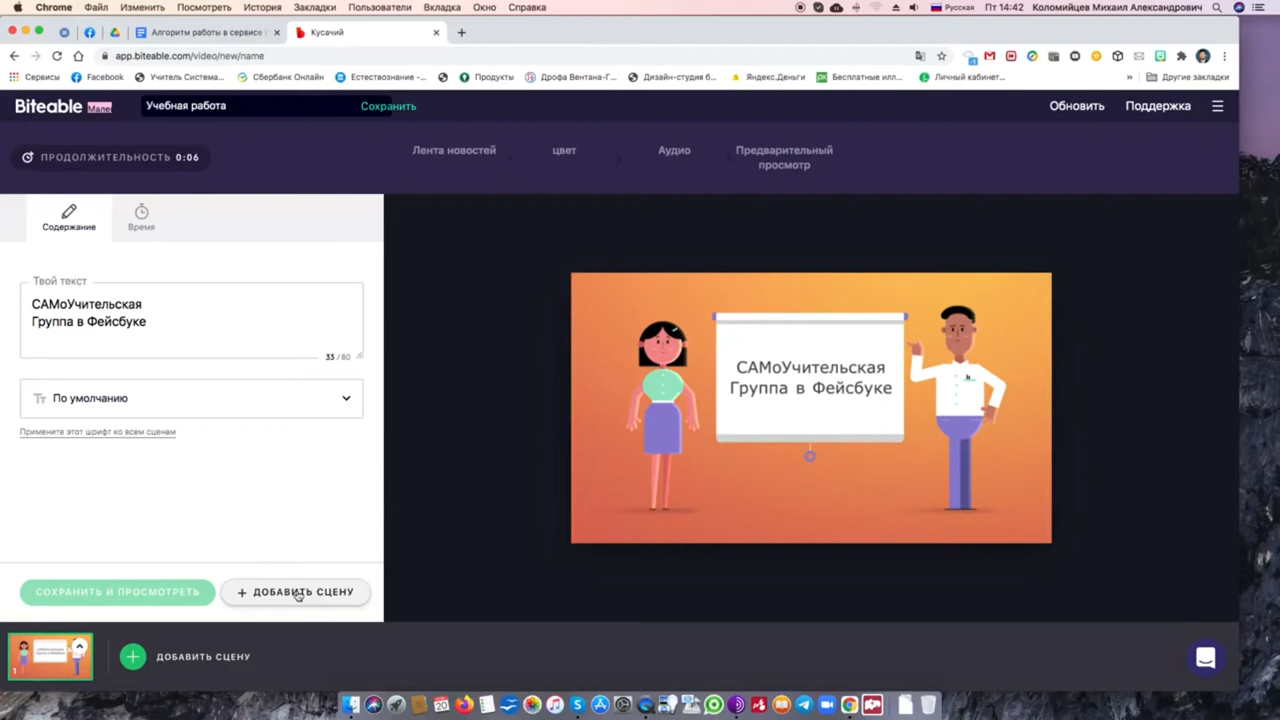 Chrome Файл Изменить Посмотреть История Закладки Пользователи Вкладка Окно Справка Русская Пт 14:42 Коломийцев Михаил Александрович
Алгоритм работы в сервисе Кусачий
app.biteable.com/video/new/name
Сервисы Facebook Учитель Система... Сбербанк Онлайн Естествознание -... Продукты Дрофа Вентана-Г... Дизайн-студия б... Яндекс.Деньги Бесплатные илл... Личный кабинет... » Другие закладки
Biteable Мале Учебная работа Сохранить Обновить Поддержка
ПРОДОЛЖИТЕЛЬНОСТЬ 0:06 Лента новостей цвет Аудио Предварительный
просмотр
Содержание Время
Твой текст
САМоУчительская
Группа в Фейсбуке
33 / 80
По умолчанию
Примените этот шрифт ко всем сценам
САМоУчительская
Группа в Фейсбуке
СОХРАНИТЬ И ПРОСМОТРЕТЬ + ДОБАВИТЬ СЦЕНУ
1 ДОБАВИТЬ СЦЕНУ